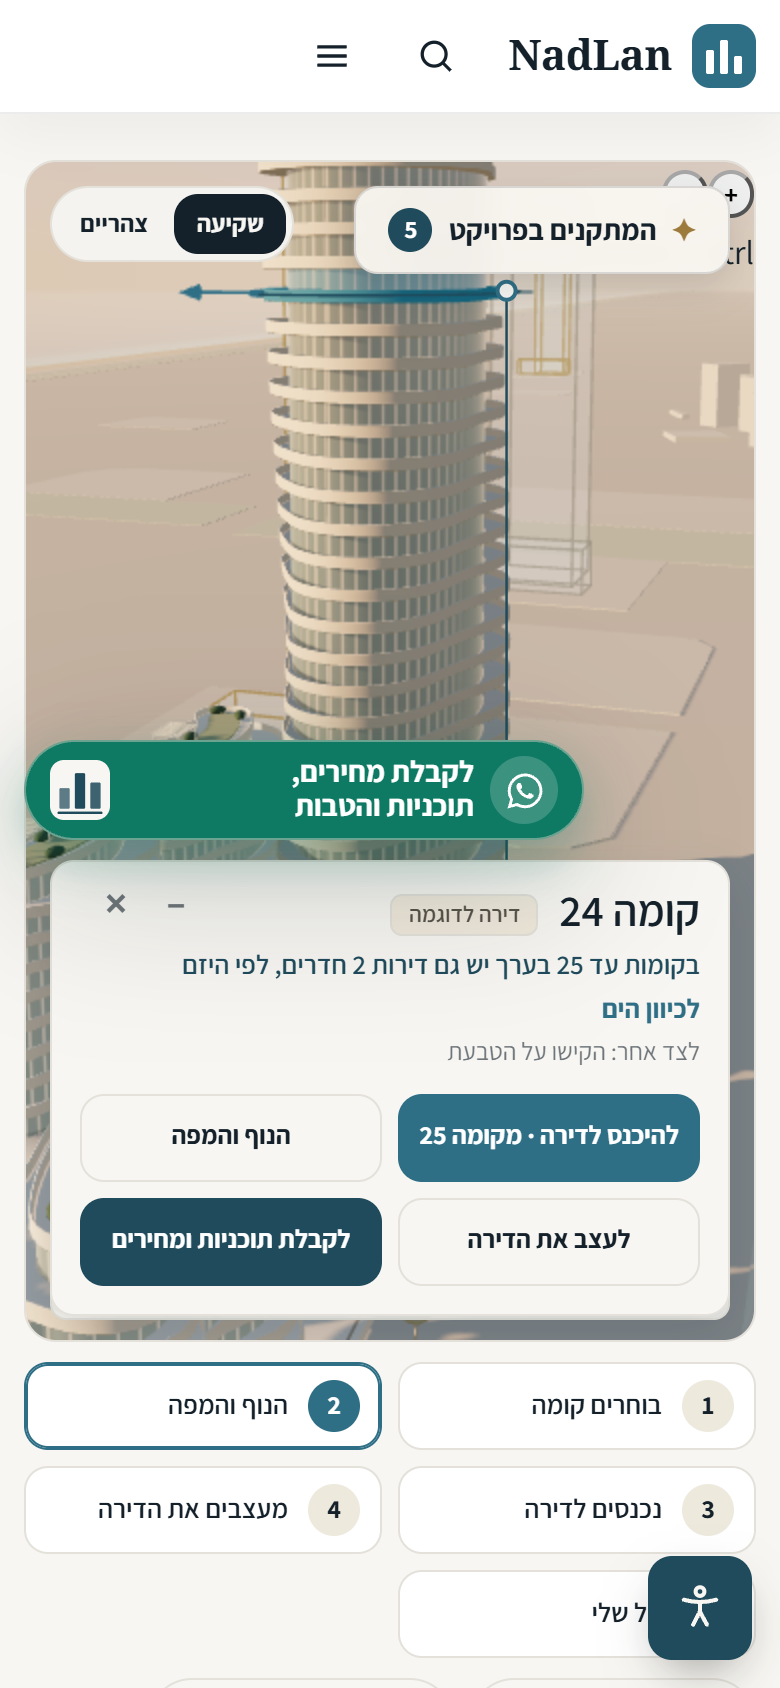 NadLan
המתקנים בפרויקט 5
שקיעה
צהריים
+
trl
לקבלת מחירים,
תוכניות והטבות
קומה 24
דירה לדוגמה
–
×
בקומות עד 25 בערך יש גם דירות 2 חדרים, לפי היזם
לכיוון הים
לצד אחר: הקישו על הטבעת
להיכנס לדירה · מקומה 25
הנוף והמפה
לעצב את הדירה
לקבלת תוכניות ומחירים
1 בוחרים קומה
2 הנוף והמפה
3 נכנסים לדירה
4 מעצבים את הדירה
ל שלי